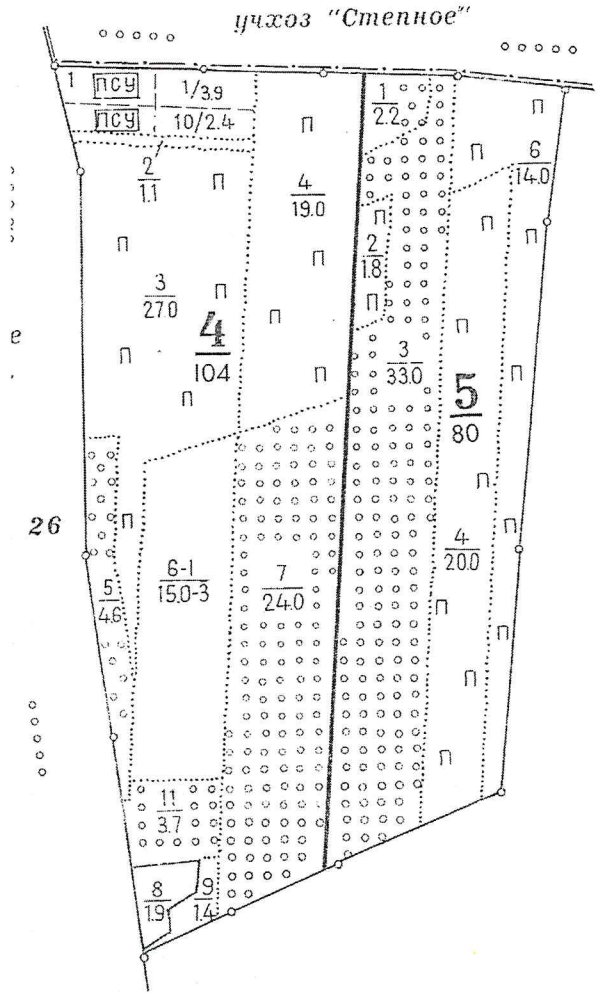 учхоз "Степное"
1 ПСУ 1/3.9
ПСУ 10/2.4
2/1.1
П
П
4/19.0
П
1/2.2
П
П
6/14.0
П
П
П
П
П
2/1.8
П
3/27.0
П
П
4/104
П
П
П
П
3/33.0
П
5/80
П
е
26
П
П
П
4/20.0
6-1/15.0-3
7/24.0
5/4.6
П
П
П
П
11/3.7
8/1.9
9/1.4